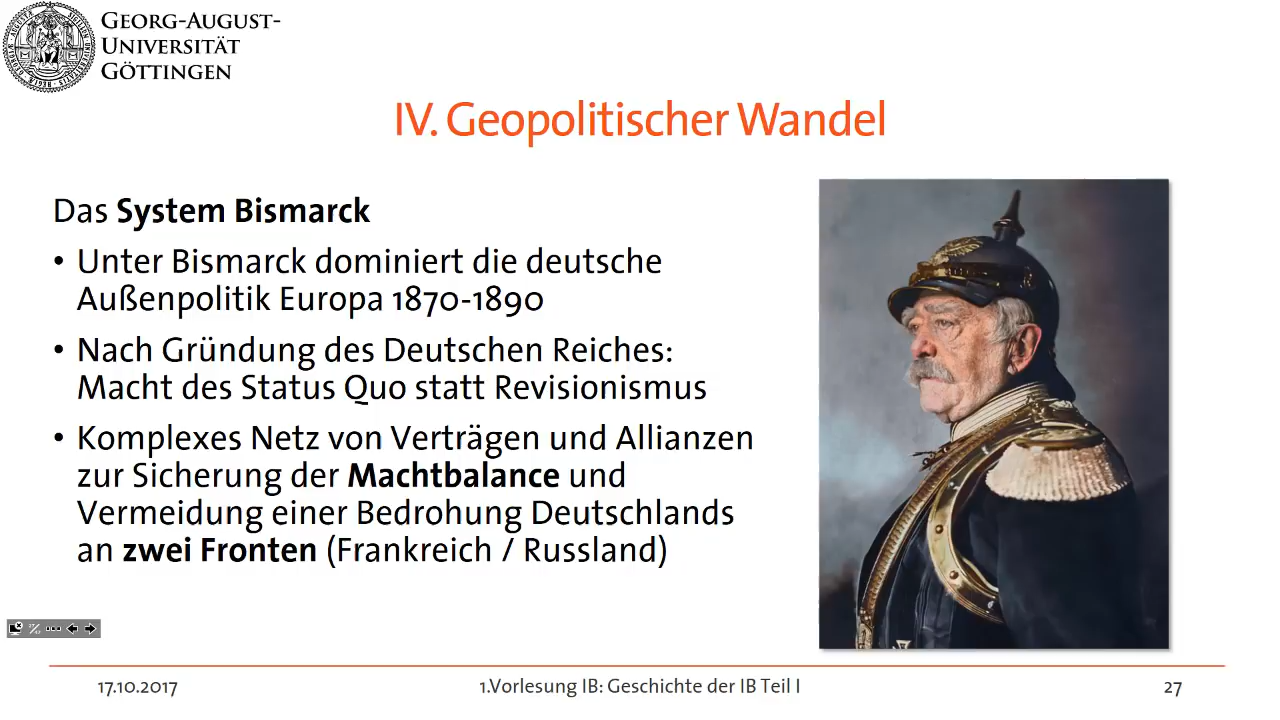 Georg-August-
Universität
Göttingen
IV. Geopolitischer Wandel
Das System Bismarck
• Unter Bismarck dominiert die deutsche
Außenpolitik Europa 1870-1890
• Nach Gründung des Deutschen Reiches:
Macht des Status Quo statt Revisionismus
• Komplexes Netz von Verträgen und Allianzen
zur Sicherung der Machtbalance und
Vermeidung einer Bedrohung Deutschlands
an zwei Fronten (Frankreich / Russland)
17.10.2017
1.Vorlesung IB: Geschichte der IB Teil I
27